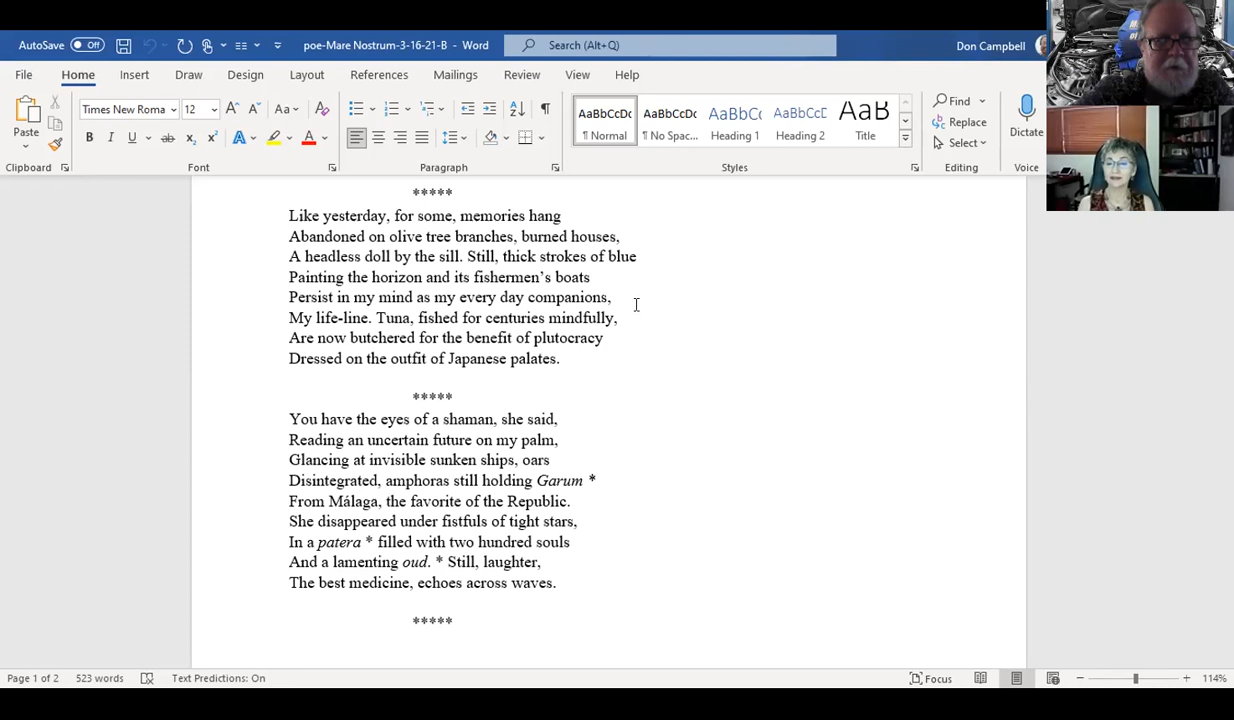 AutoSave Off poe-Mare Nostrum-3-16-21-B - Word Search (Alt+Q) Don Campbell
File Home Insert Draw Design Layout References Mailings Review View Help
Times New Roma 12 Aa AaBbCcDc AaBbCcDc AaBbCc AaBbCcC AaB Find
Paste B I U ab x₂ x² A A ¶ Normal ¶ No Spac... Heading 1 Heading 2 Title Replace Dictate
Select
Clipboard Font Paragraph Styles Editing Voice
*****
Like yesterday, for some, memories hang
Abandoned on olive tree branches, burned houses,
A headless doll by the sill. Still, thick strokes of blue
Painting the horizon and its fishermen’s boats
Persist in my mind as my every day companions,
My life-line. Tuna, fished for centuries mindfully,
Are now butchered for the benefit of plutocracy
Dressed on the outfit of Japanese palates.
*****
You have the eyes of a shaman, she said,
Reading an uncertain future on my palm,
Glancing at invisible sunken ships, oars
Disintegrated, amphoras still holding Garum *
From Málaga, the favorite of the Republic.
She disappeared under fistfuls of tight stars,
In a patera * filled with two hundred souls
And a lamenting oud. * Still, laughter,
The best medicine, echoes across waves.
*****
Page 1 of 2 523 words Text Predictions: On Focus 114%